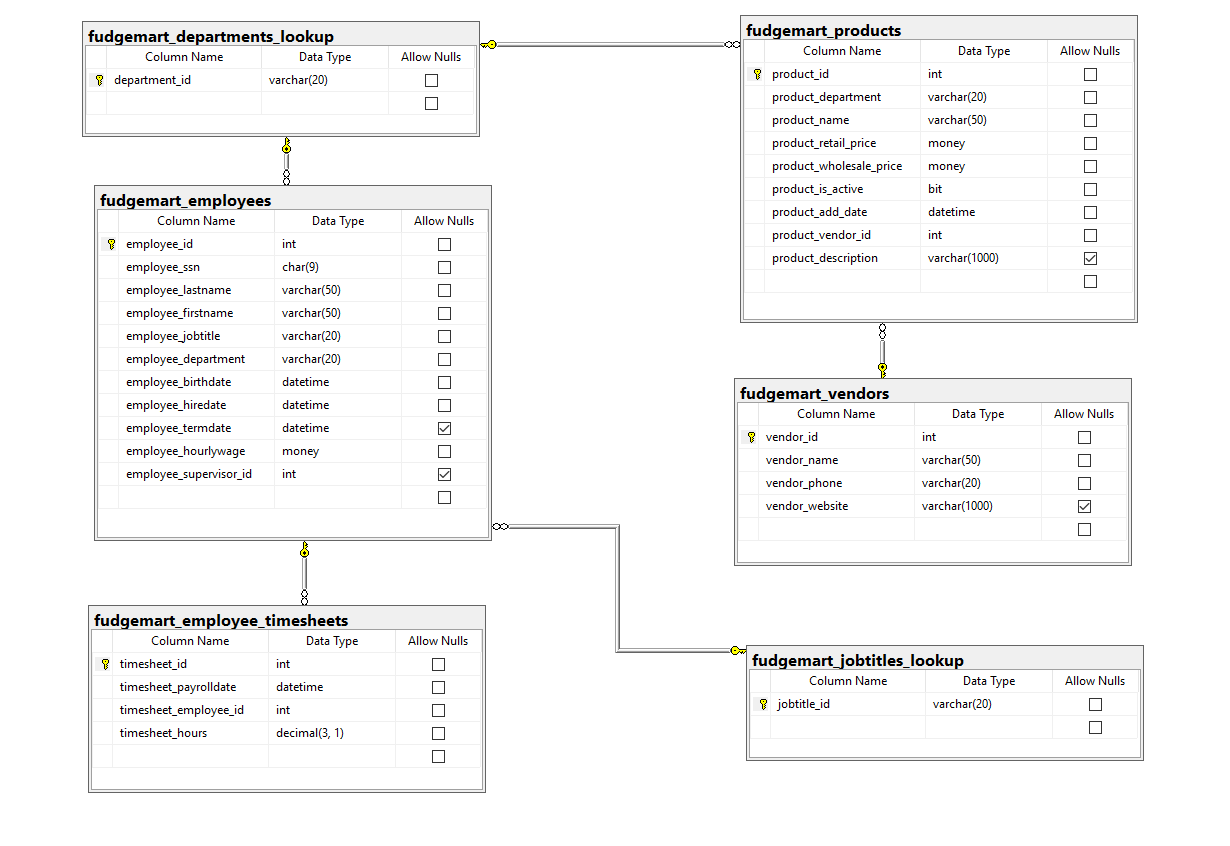 fudgemart_departments_lookup
Column Name Data Type Allow Nulls
department_id varchar(20)
fudgemart_products
Column Name Data Type Allow Nulls
product_id int
product_department varchar(20)
product_name varchar(50)
product_retail_price money
product_wholesale_price money
product_is_active bit
product_add_date datetime
product_vendor_id int
product_description varchar(1000)
fudgemart_employees
Column Name Data Type Allow Nulls
employee_id int
employee_ssn char(9)
employee_lastname varchar(50)
employee_firstname varchar(50)
employee_jobtitle varchar(20)
employee_department varchar(20)
employee_birthdate datetime
employee_hiredate datetime
employee_termdate datetime
employee_hourlywage money
employee_supervisor_id int
fudgemart_vendors
Column Name Data Type Allow Nulls
vendor_id int
vendor_name varchar(50)
vendor_phone varchar(20)
vendor_website varchar(1000)
fudgemart_employee_timesheets
Column Name Data Type Allow Nulls
timesheet_id int
timesheet_payrolldate datetime
timesheet_employee_id int
timesheet_hours decimal(3, 1)
fudgemart_jobtitles_lookup
Column Name Data Type Allow Nulls
jobtitle_id varchar(20)